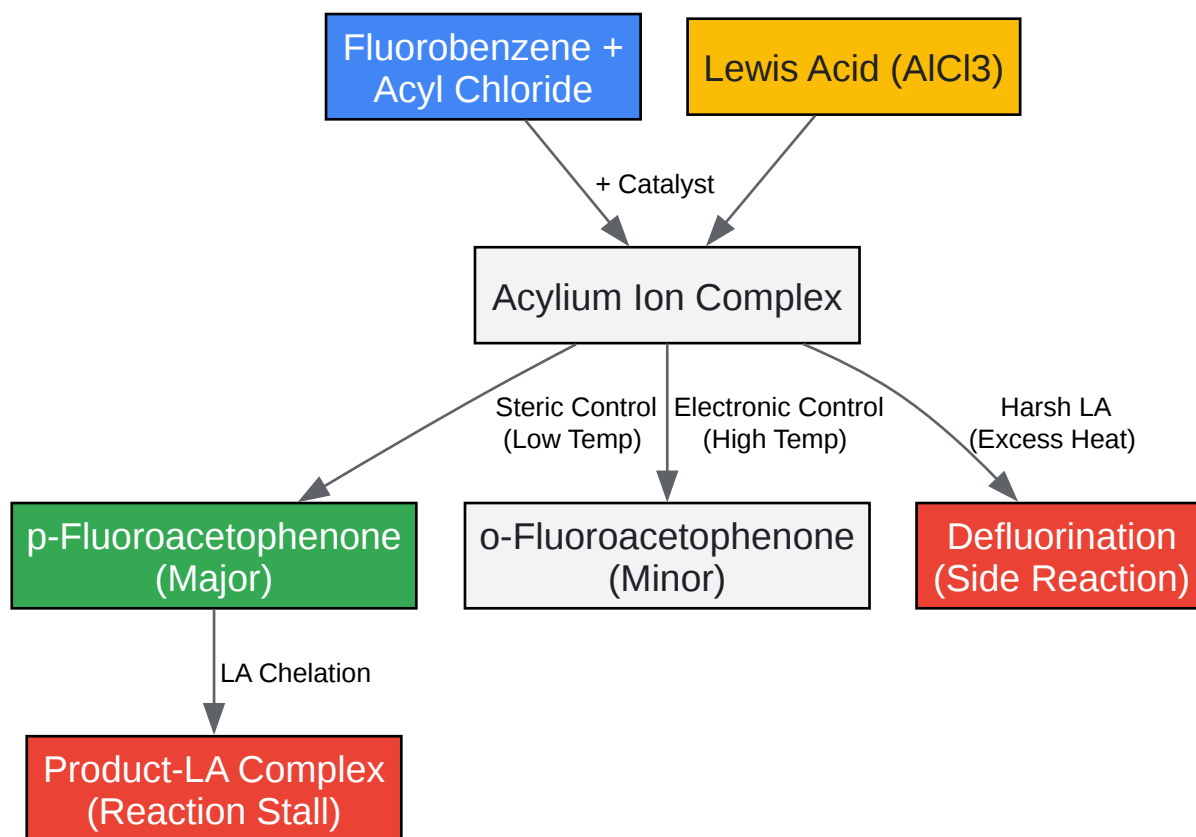 Fluorobenzene +
Acyl Chloride
Lewis Acid (AlCl3)
+ Catalyst
Acylium Ion Complex
Steric Control
(Low Temp)
Electronic Control
(High Temp)
Harsh LA
(Excess Heat)
p-Fluoroacetophenone
(Major)
o-Fluoroacetophenone
(Minor)
Defluorination
(Side Reaction)
LA Chelation
Product-LA Complex
(Reaction Stall)